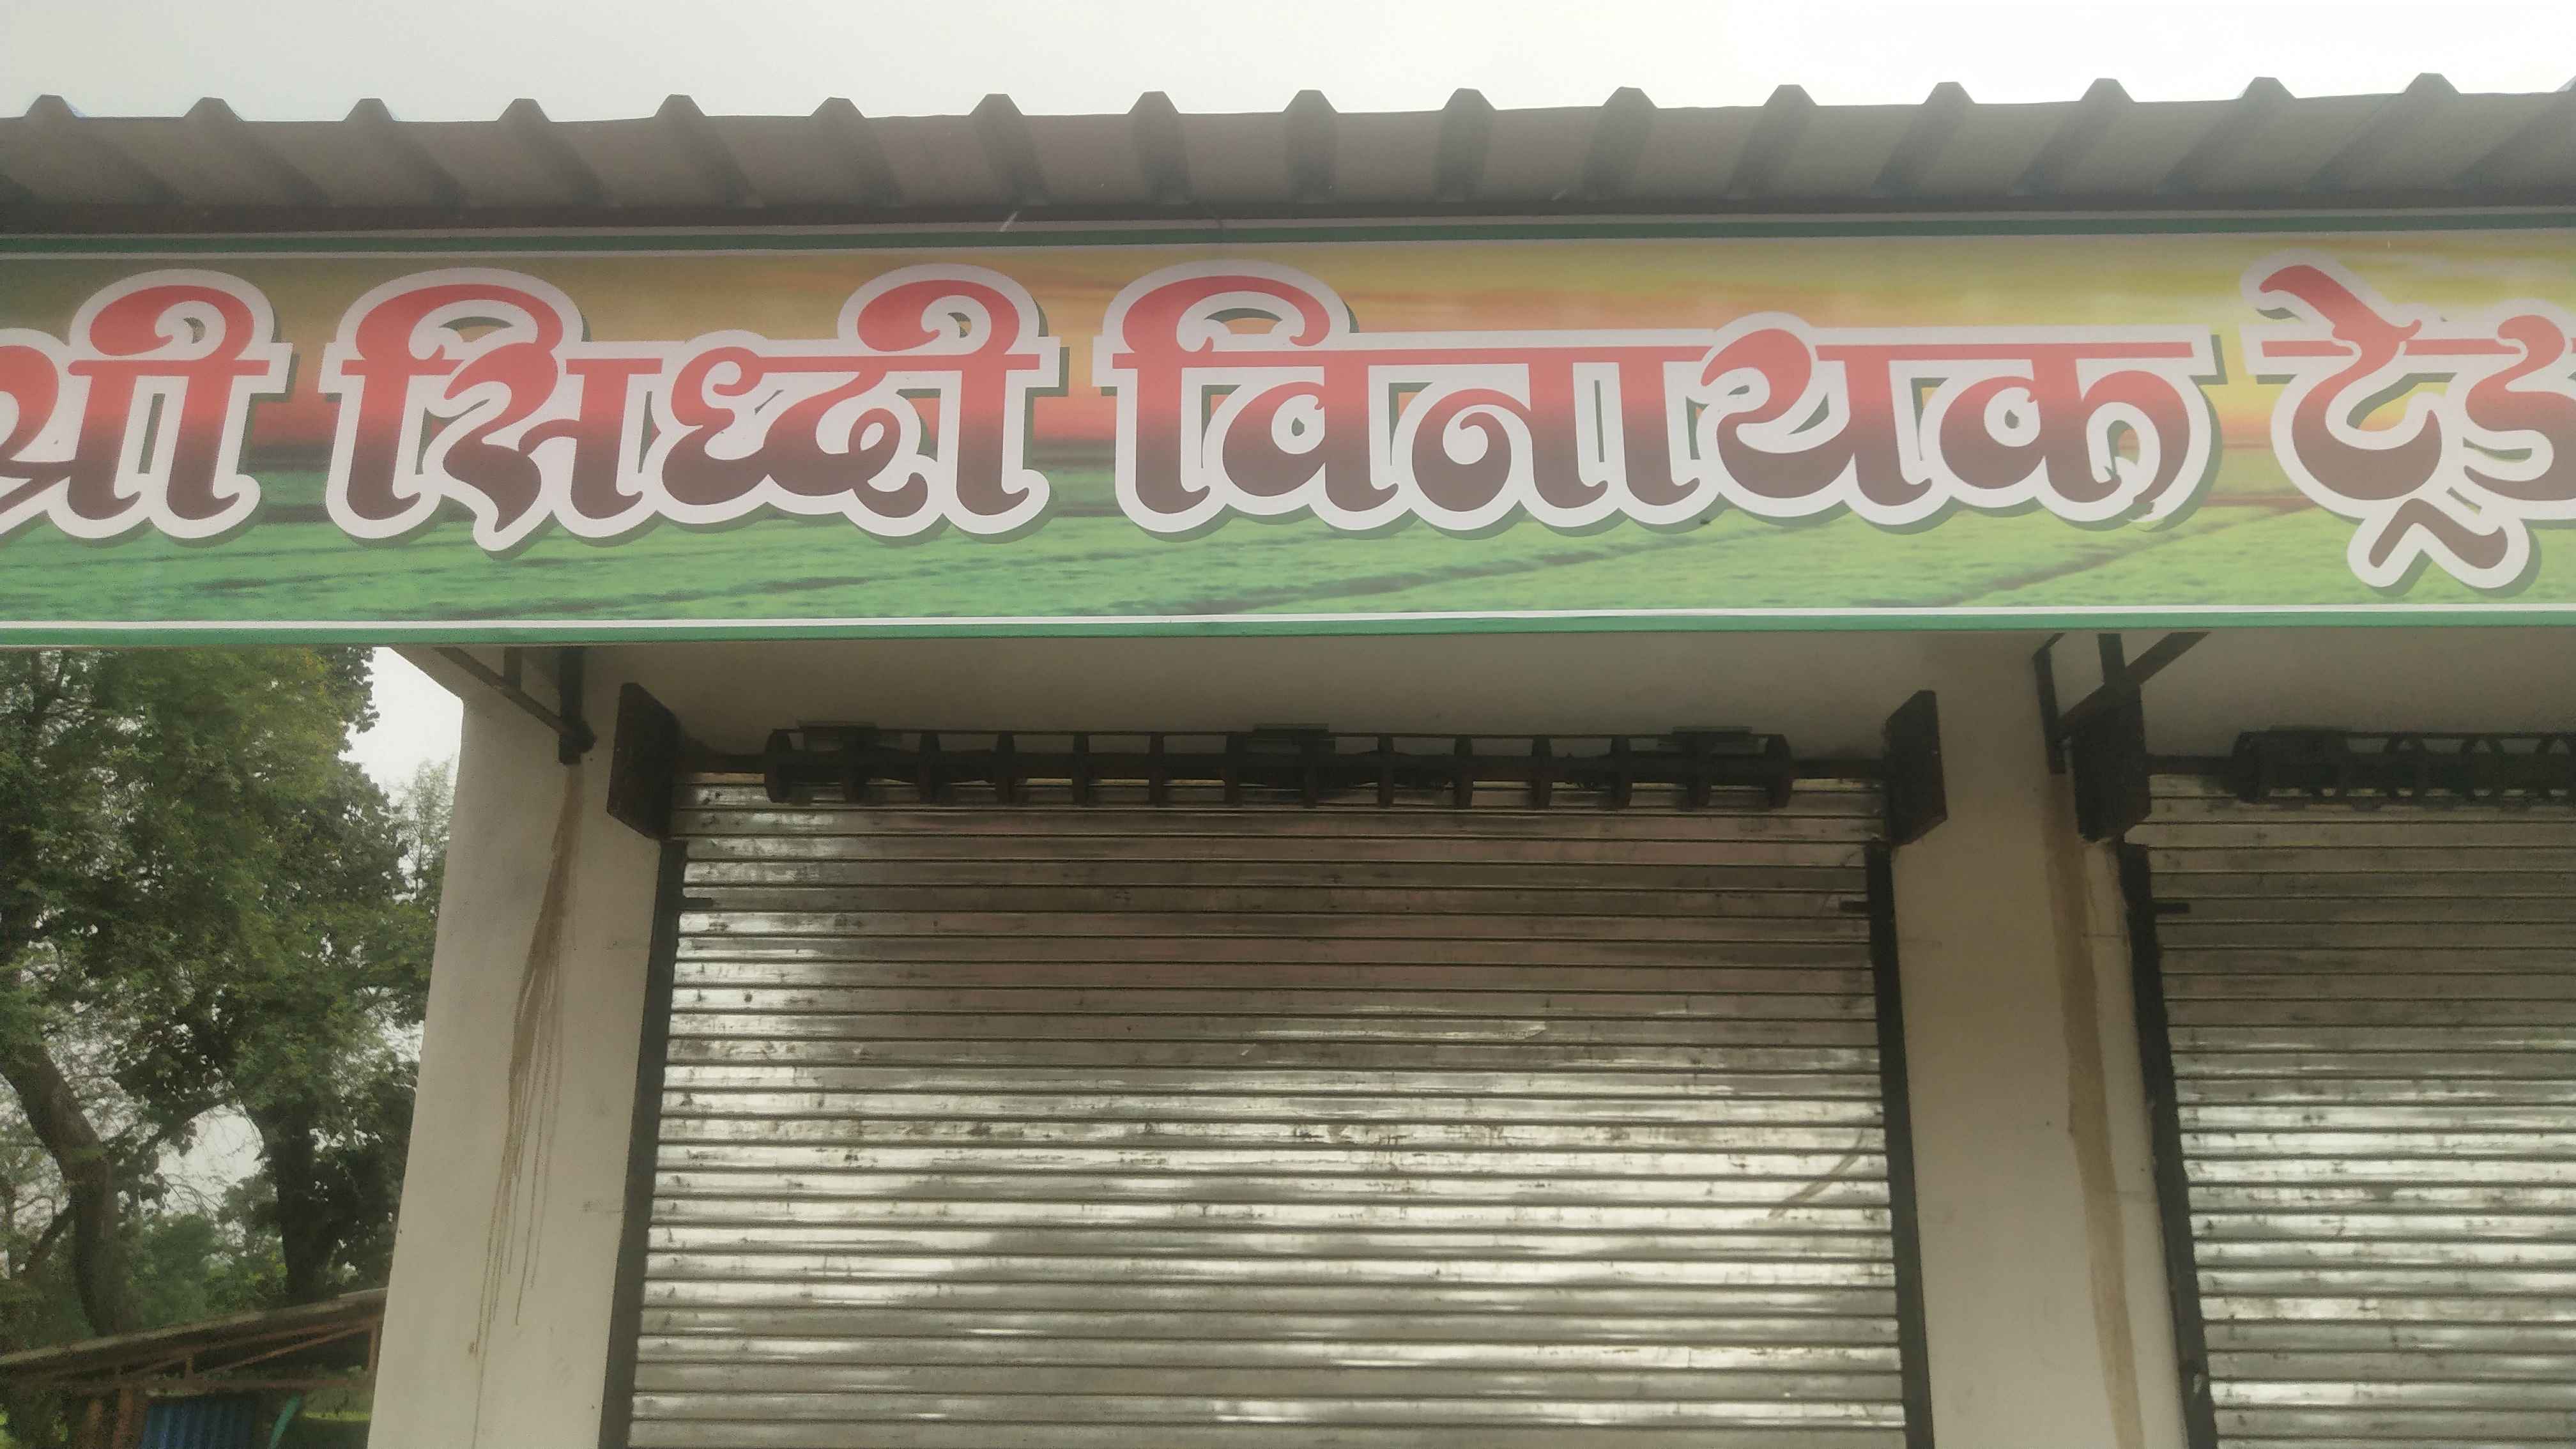 श्री सिध्दी विनायक ट्रेड